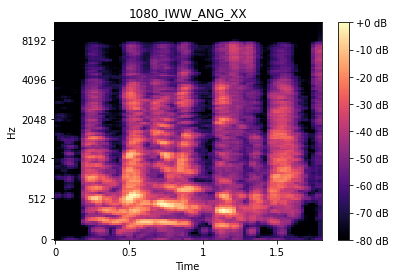 1080_IWW_ANG_XX
+0 dB
8192
-10 dB
4096
-20 dB
-30 dB
2048
Hz
-40 dB
1024
-50 dB
512
-60 dB
-70 dB
0
-80 dB
0
0.5
1
1.5
Time